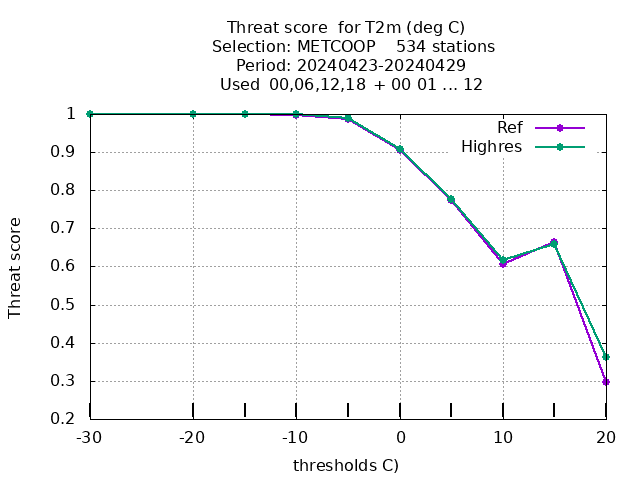 Threat score  for T2m (deg C)
Selection: METCOOP    534 stations
Period: 20240423-20240429
Used  00,06,12,18  + 00 01 ... 12
Ref
Highres
1
0.9
0.8
0.7
0.6
0.5
0.4
0.3
0.2
Threat score
-30 -20 -10 0 10 20
thresholds C)